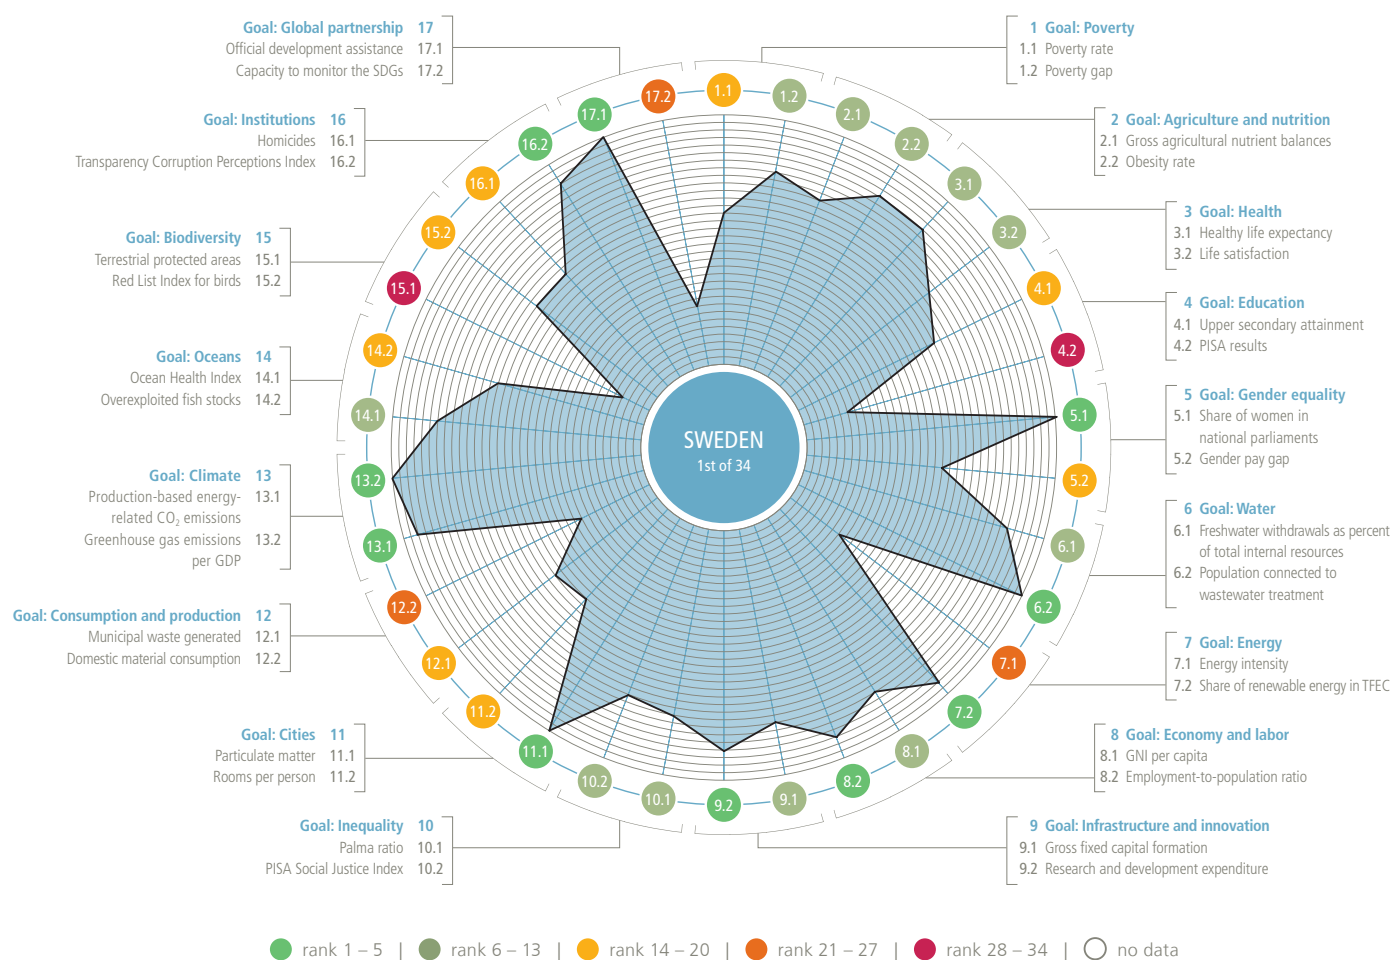 Goal: Global partnership 17
Official development assistance 17.1
Capacity to monitor the SDGs 17.2
1 Goal: Poverty
1.1 Poverty rate
1.2 Poverty gap
Goal: Institutions 16
Homicides 16.1
Transparency Corruption Perceptions Index 16.2
2 Goal: Agriculture and nutrition
2.1 Gross agricultural nutrient balances
2.2 Obesity rate
Goal: Biodiversity 15
Terrestrial protected areas 15.1
Red List Index for birds 15.2
3 Goal: Health
3.1 Healthy life expectancy
3.2 Life satisfaction
4 Goal: Education
4.1 Upper secondary attainment
4.2 PISA results
Goal: Oceans 14
Ocean Health Index 14.1
Overexploited fish stocks 14.2
5 Goal: Gender equality
5.1 Share of women in
national parliaments
5.2 Gender pay gap
Goal: Climate 13
Production-based energy- 13.1
related CO₂ emissions
Greenhouse gas emissions 13.2
per GDP
6 Goal: Water
6.1 Freshwater withdrawals as percent
of total internal resources
6.2 Population connected to
wastewater treatment
Goal: Consumption and production 12
Municipal waste generated 12.1
Domestic material consumption 12.2
7 Goal: Energy
7.1 Energy intensity
7.2 Share of renewable energy in TFEC
Goal: Cities 11
Particulate matter 11.1
Rooms per person 11.2
8 Goal: Economy and labor
8.1 GNI per capita
8.2 Employment-to-population ratio
Goal: Inequality 10
Palma ratio 10.1
PISA Social Justice Index 10.2
9 Goal: Infrastructure and innovation
9.1 Gross fixed capital formation
9.2 Research and development expenditure
1.1
1.2
2.1
2.2
3.1
3.2
4.1
4.2
5.1
5.2
6.1
6.2
7.1
7.2
8.1
8.2
9.1
9.2
10.1
10.2
11.1
11.2
12.1
12.2
13.1
13.2
14.1
14.2
15.1
15.2
16.1
16.2
17.1
17.2
SWEDEN
1st of 34
rank 1 – 5 | rank 6 – 13 | rank 14 – 20 | rank 21 – 27 | rank 28 – 34 | no data